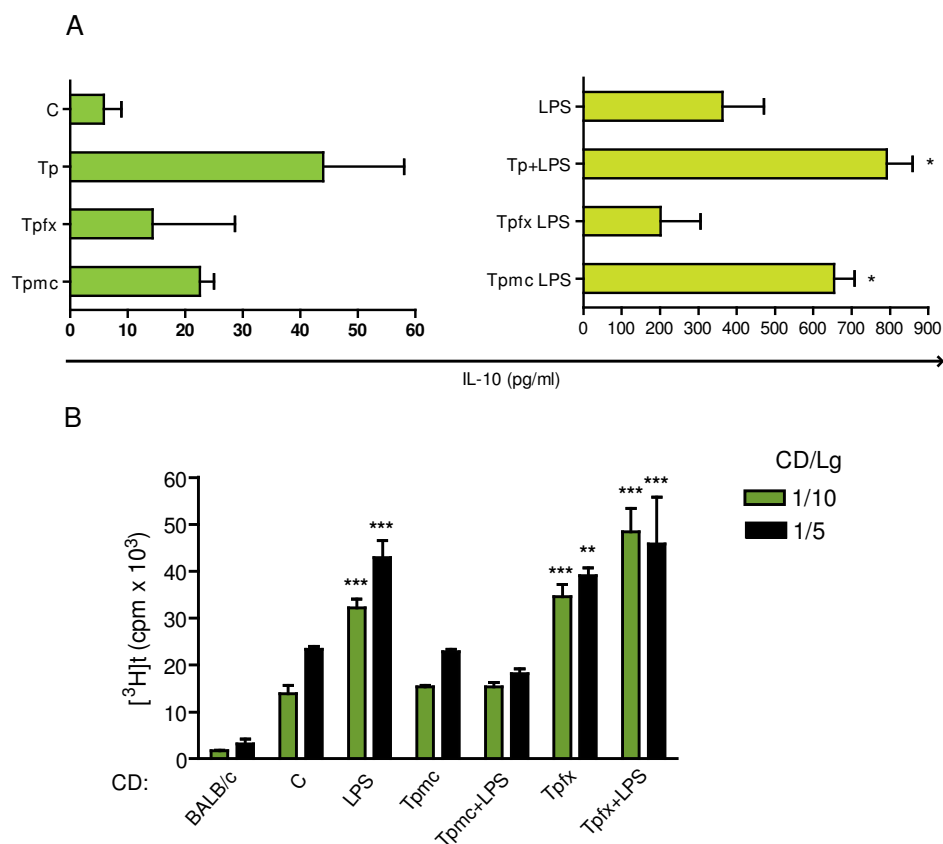 A
C
Tp
Tpfx
Tpmc
0 10 20 30 40 50 60
LPS
Tp+LPS *
Tpfx LPS
Tpmc LPS *
0 100 200 300 400 500 600 700 800 900
IL-10 (pg/ml)
B
[³H]t (cpm x 10³)
60
50
40
30
20
10
0
*** *** *** ** *** ***
CD/Lg
1/10
1/5
CD: BALB/c C LPS Tpmc Tpmc+LPS Tpfx Tpfx+LPS